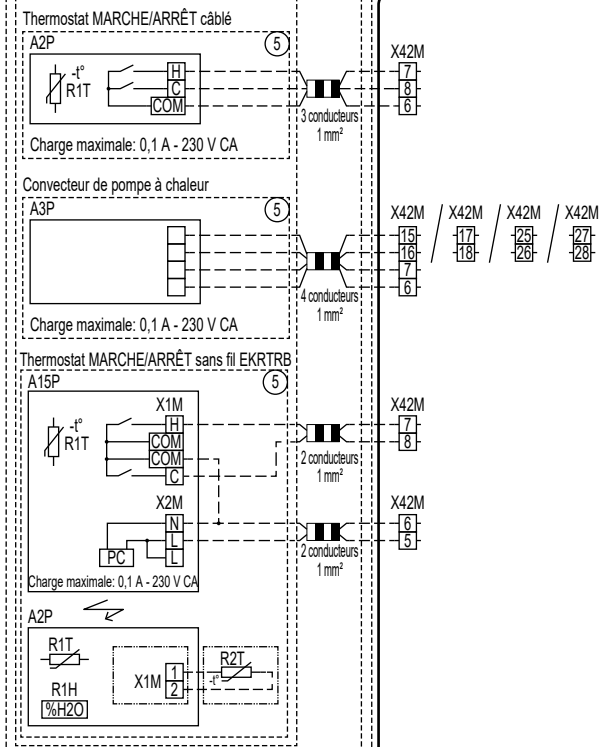 Thermostat MARCHE/ARRÊT câblé
A2P
5
X42M
-t°
R1T
H
C
COM
7
8
6
3 conducteurs
1 mm²
Charge maximale: 0,1 A - 230 V CA
Convecteur de pompe à chaleur
A3P
5
X42M / X42M / X42M / X42M
15 17 25 27
16 18 26 28
7
6
4 conducteurs
1 mm²
Charge maximale: 0,1 A - 230 V CA
Thermostat MARCHE/ARRÊT sans fil EKRTRB
A15P
5
X1M
X42M
-t°
R1T
H
COM
COM
C
7
8
2 conducteurs
1 mm²
X2M
X42M
N
L
L
PC
6
5
2 conducteurs
1 mm²
Charge maximale: 0,1 A - 230 V CA
A2P
R1T
R1H
%H2O
X1M
1
2
R2T
-t°